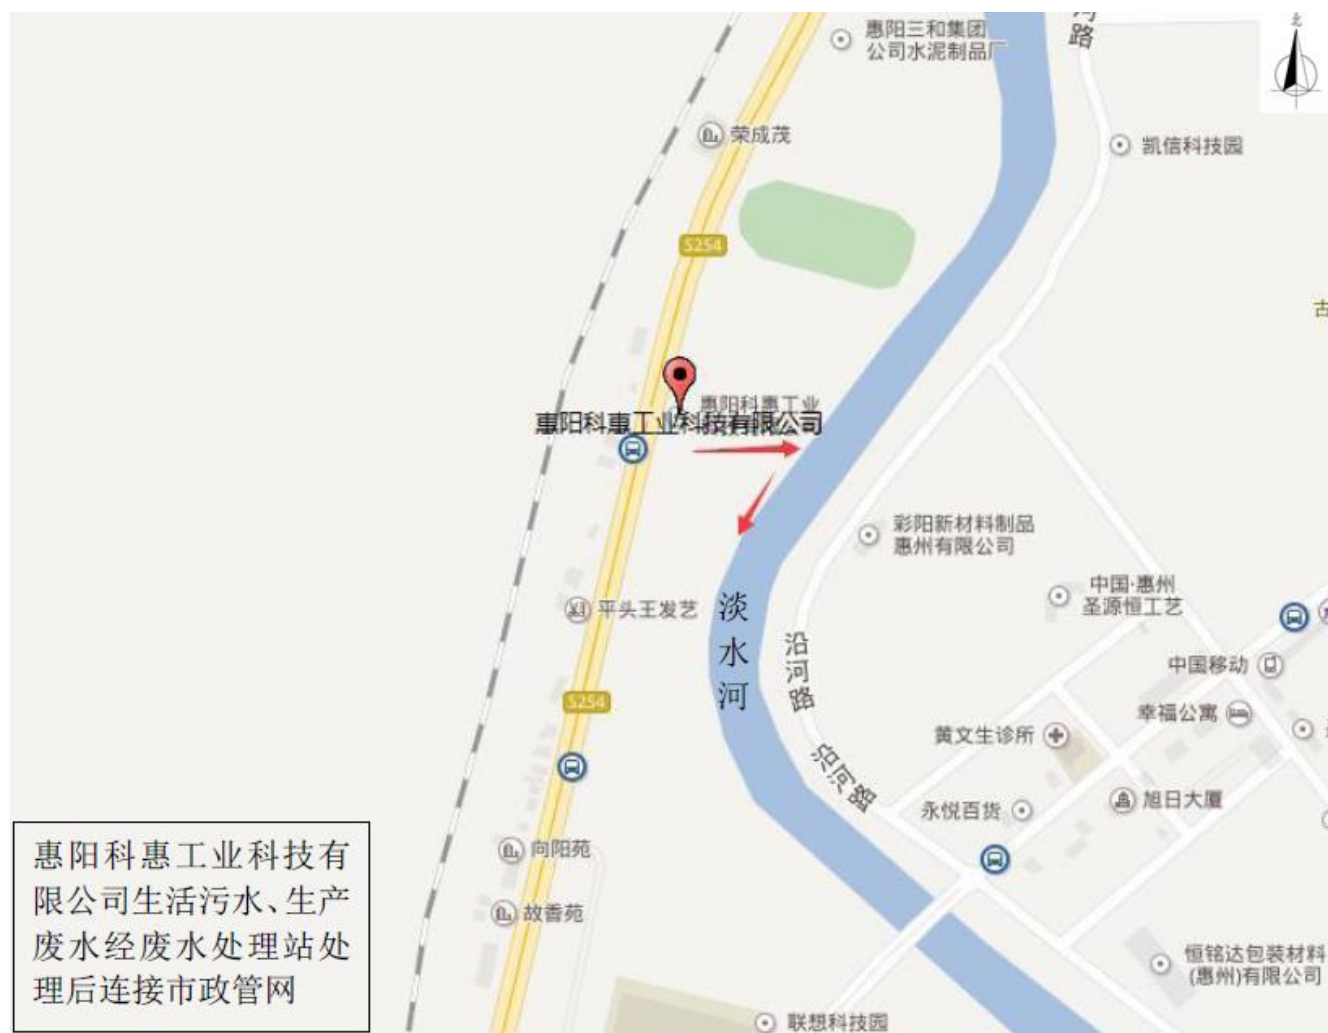 北
河
路
惠阳三和集团
公司水泥制品厂
荣成茂
凯信科技园
S254
古
惠阳科惠工业
惠阳科惠工业科技有限公司
彩阳新材料制品
惠州有限公司
中国·惠州
圣源恒工艺
平头王发艺
淡
水
河
沿
河
路
中国移动
S254
幸福公寓
黄文生诊所
沿河路
旭日大厦
永悦百货
向阳苑
故香苑
恒铭达包装材料
(惠州)有限公司
联想科技园
惠阳科惠工业科技有
限公司生活污水、生产
废水经废水处理站处
理后连接市政管网